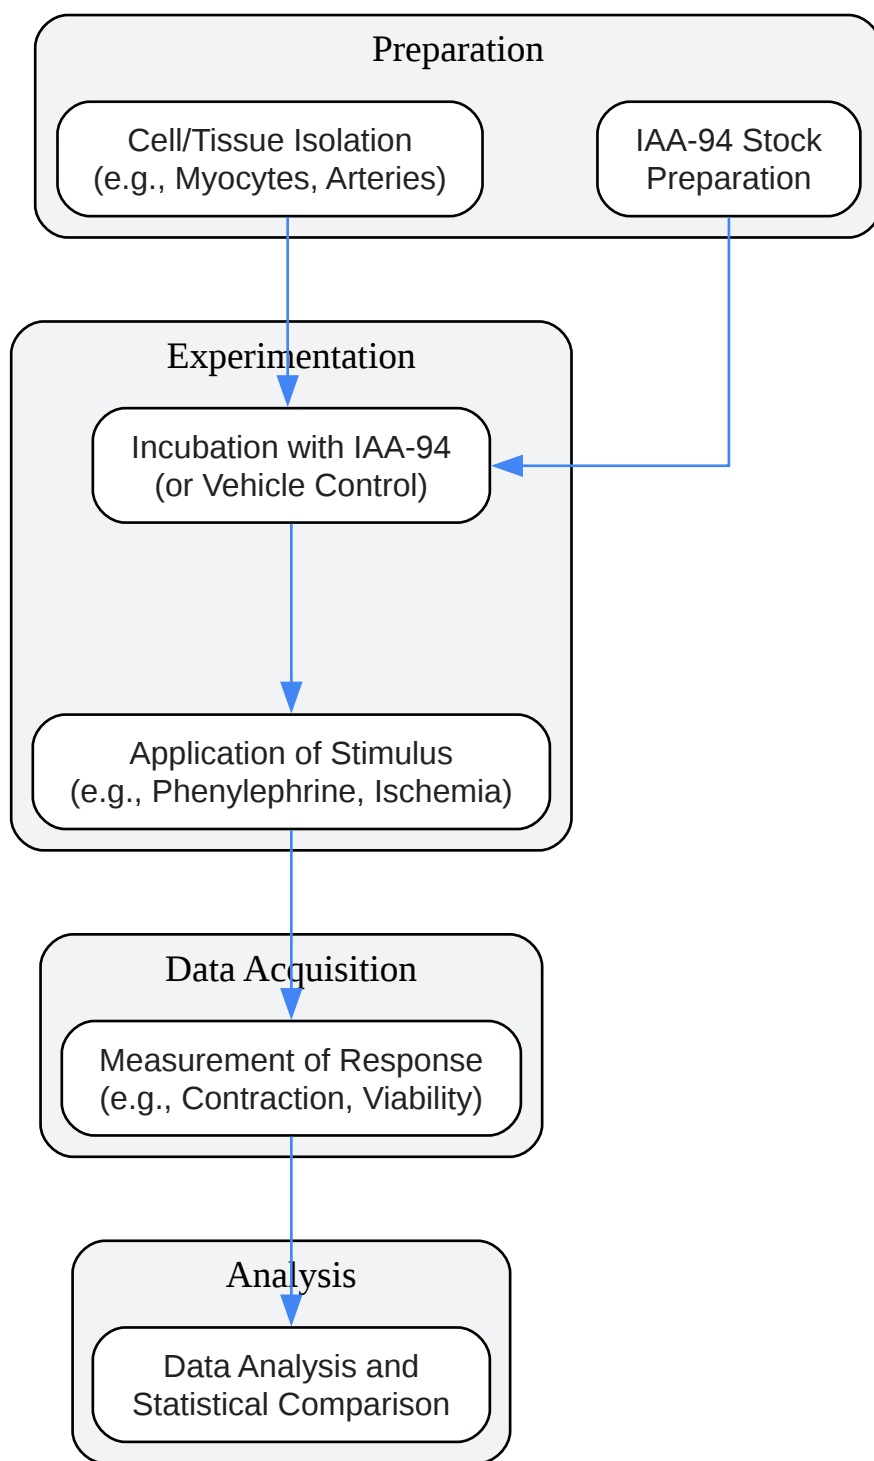 Preparation
Cell/Tissue Isolation
(e.g., Myocytes, Arteries)
IAA-94 Stock
Preparation
Experimentation
Incubation with IAA-94
(or Vehicle Control)
Application of Stimulus
(e.g., Phenylephrine, Ischemia)
Data Acquisition
Measurement of Response
(e.g., Contraction, Viability)
Analysis
Data Analysis and
Statistical Comparison